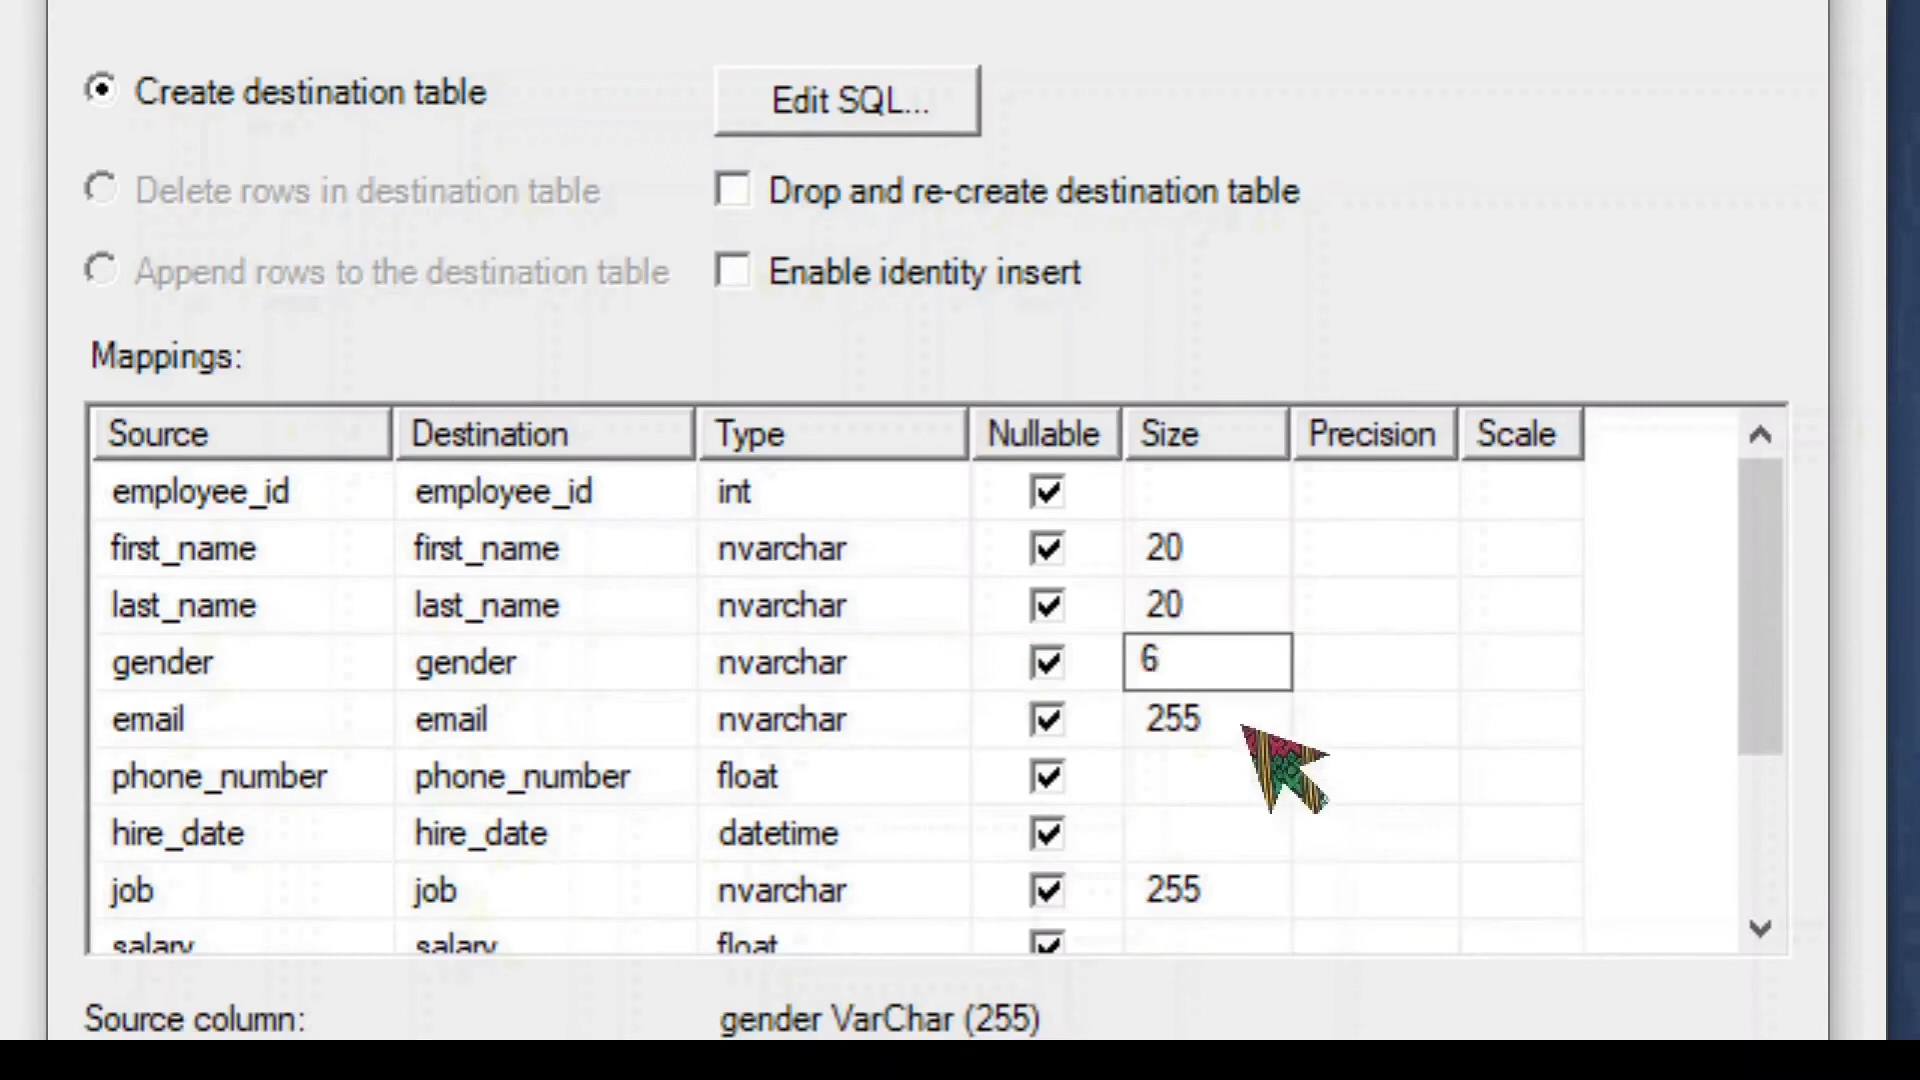 Create destination table Edit SQL...
Delete rows in destination table Drop and re-create destination table
Append rows to the destination table Enable identity insert
Mappings:
Source Destination Type Nullable Size Precision Scale
employee_id employee_id int
first_name first_name nvarchar 20
last_name last_name nvarchar 20
gender gender nvarchar 6
email email nvarchar 255
phone_number phone_number float
hire_date hire_date datetime
job job nvarchar 255
salary salary float
Source column: gender VarChar (255)